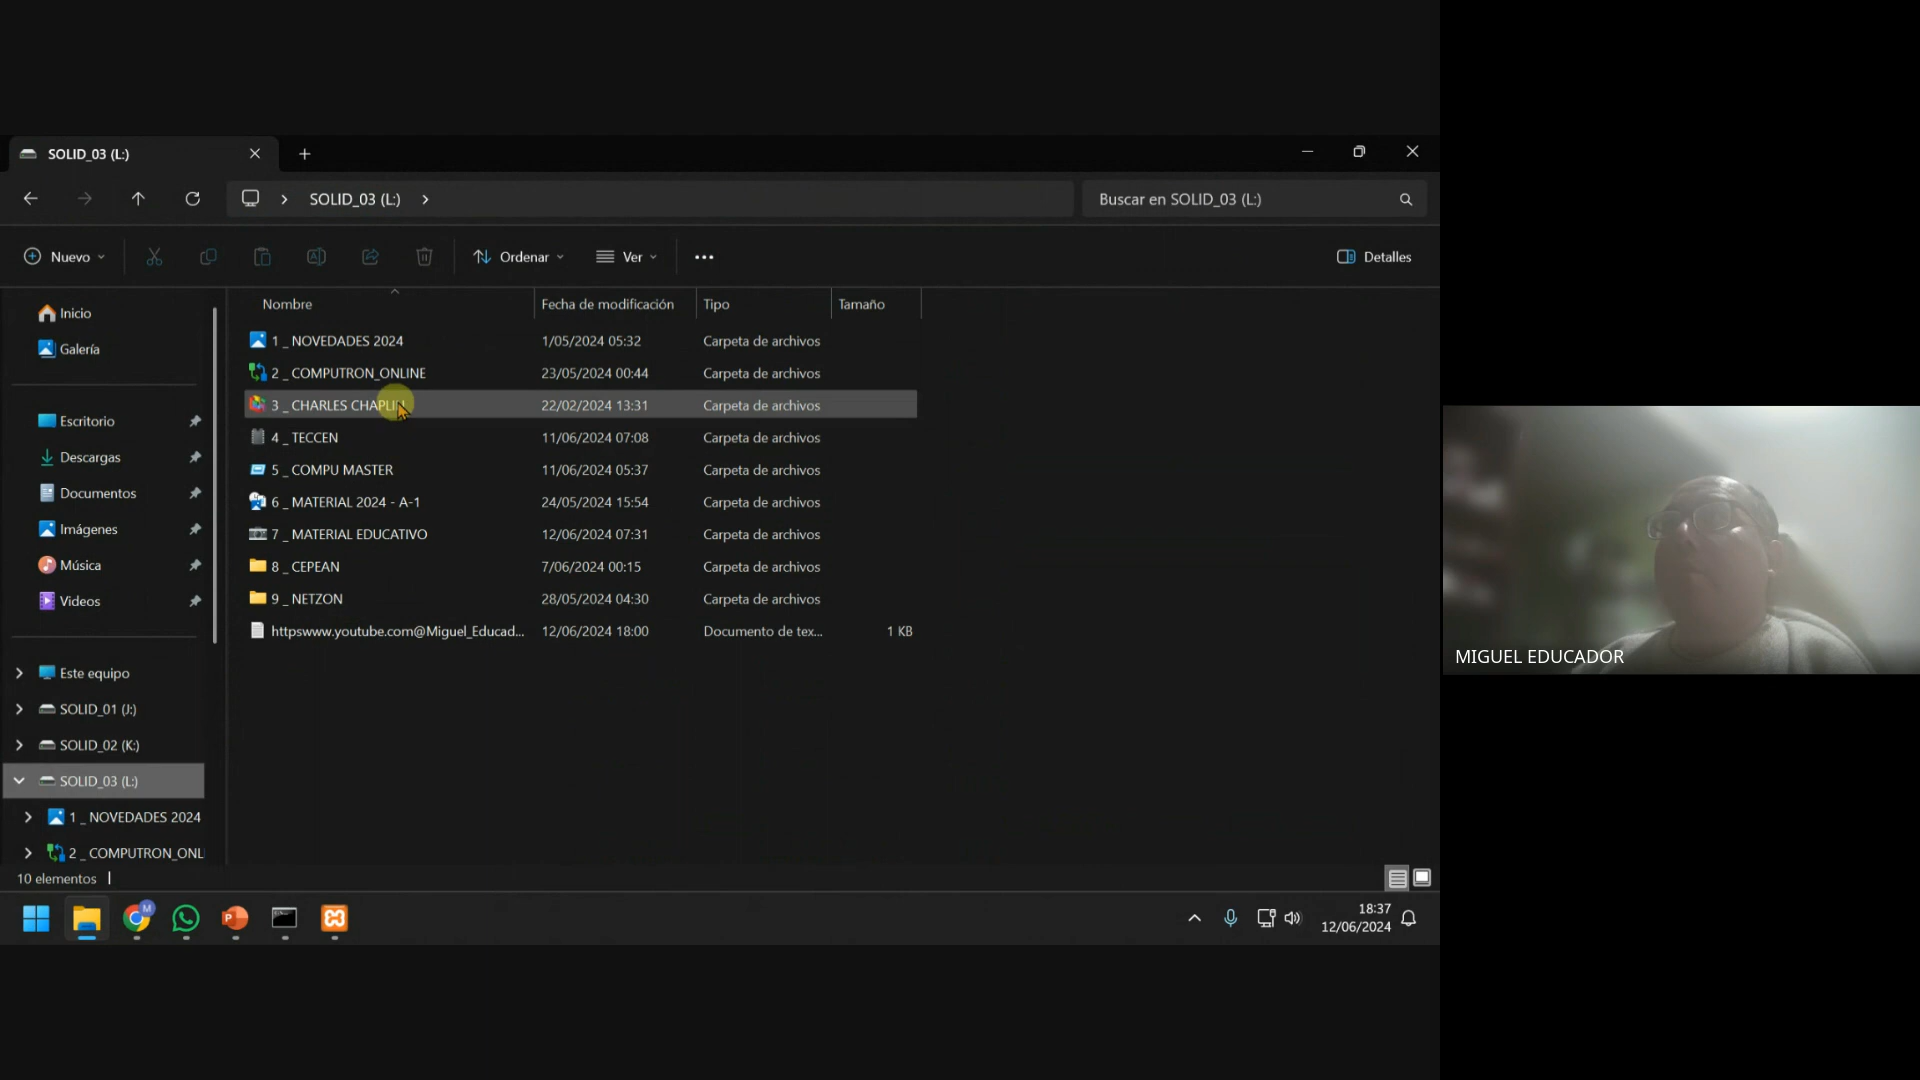 SOLID_03 (L:)
SOLID_03 (L:)
Buscar en SOLID_03 (L:)
Nuevo
Ordenar
Ver
Detalles
Inicio
Galería
Escritorio
Descargas
Documentos
Imágenes
Música
Videos
Este equipo
SOLID_01 (J:)
SOLID_02 (K:)
SOLID_03 (L:)
1 _ NOVEDADES 2024
2 _ COMPUTRON_ONL
Nombre Fecha de modificación Tipo Tamaño
1 _ NOVEDADES 2024 1/05/2024 05:32 Carpeta de archivos
2 _ COMPUTRON_ONLINE 23/05/2024 00:44 Carpeta de archivos
3 _ CHARLES CHAPLIN 22/02/2024 13:31 Carpeta de archivos
4 _ TECCEN 11/06/2024 07:08 Carpeta de archivos
5 _ COMPU MASTER 11/06/2024 05:37 Carpeta de archivos
6 _ MATERIAL 2024 - A-1 24/05/2024 15:54 Carpeta de archivos
7 _ MATERIAL EDUCATIVO 12/06/2024 07:31 Carpeta de archivos
8 _ CEPEAN 7/06/2024 00:15 Carpeta de archivos
9 _ NETZON 28/05/2024 04:30 Carpeta de archivos
httpswww.youtube.com@Miguel_Educad... 12/06/2024 18:00 Documento de tex... 1 KB
10 elementos
18:37
12/06/2024
MIGUEL EDUCADOR